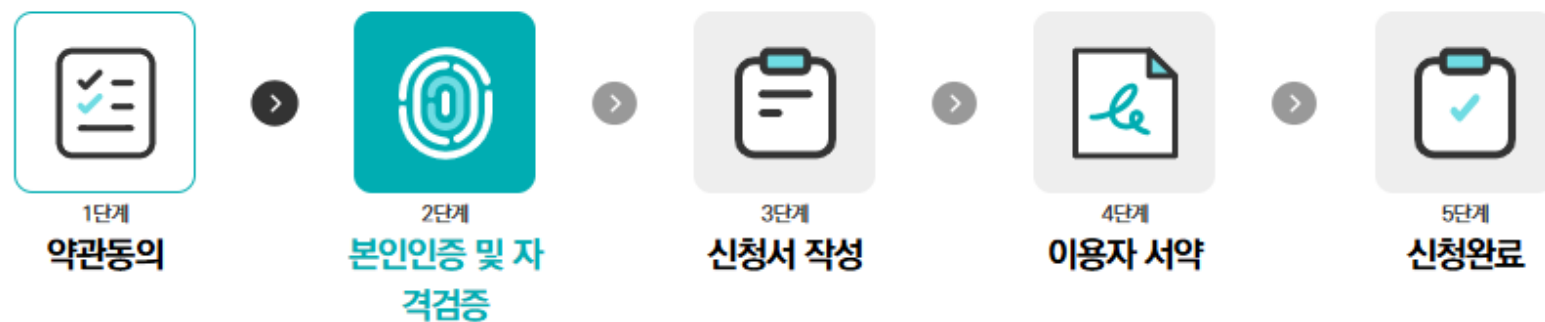 1단계
약관동의
2단계
본인인증 및 자
격검증
3단계
신청서 작성
4단계
이용자 서약
5단계
신청완료